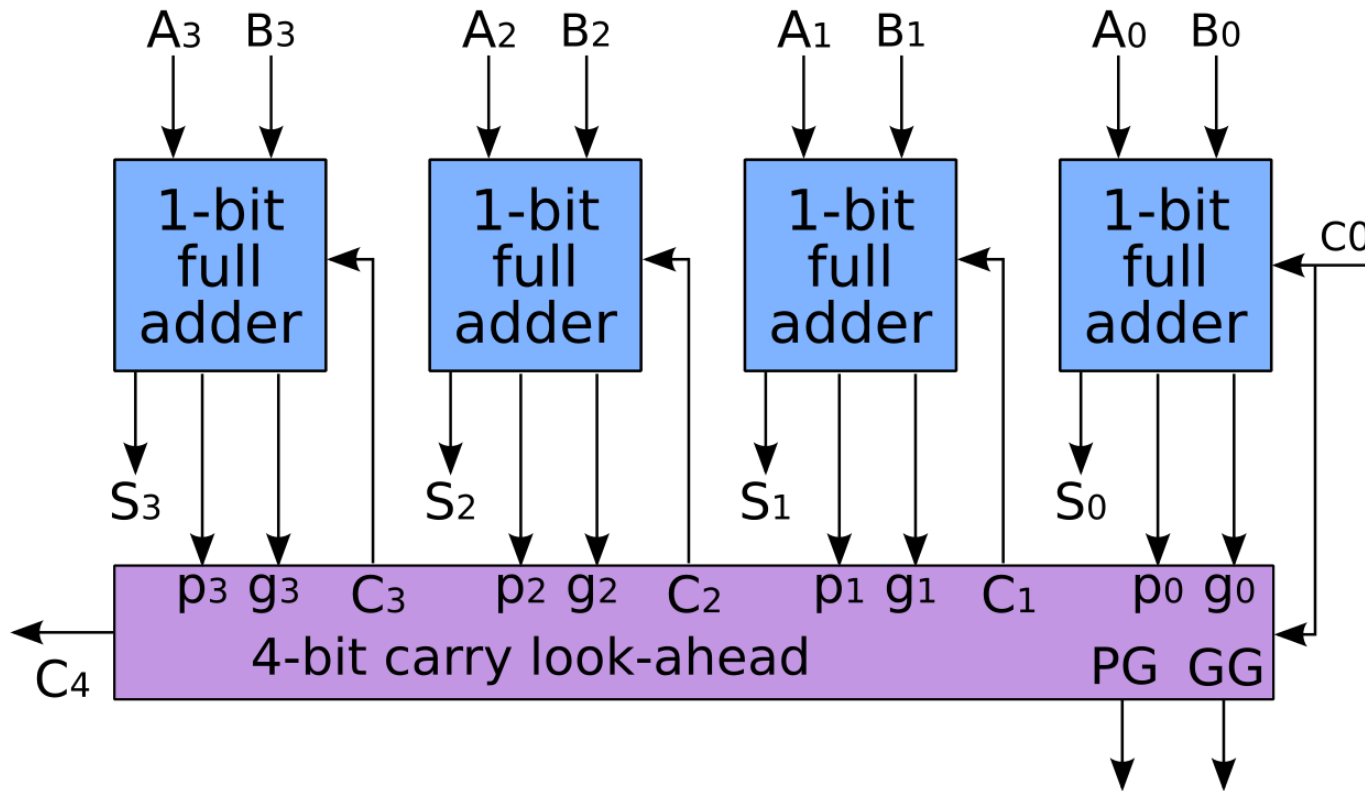 A3 B3 A2 B2 A1 B1 A0 B0
1-bit full adder
1-bit full adder
1-bit full adder
1-bit full adder
C0
S3 S2 S1 S0
p3 g3 C3 p2 g2 C2 p1 g1 C1 p0 g0
4-bit carry look-ahead
PG GG
C4